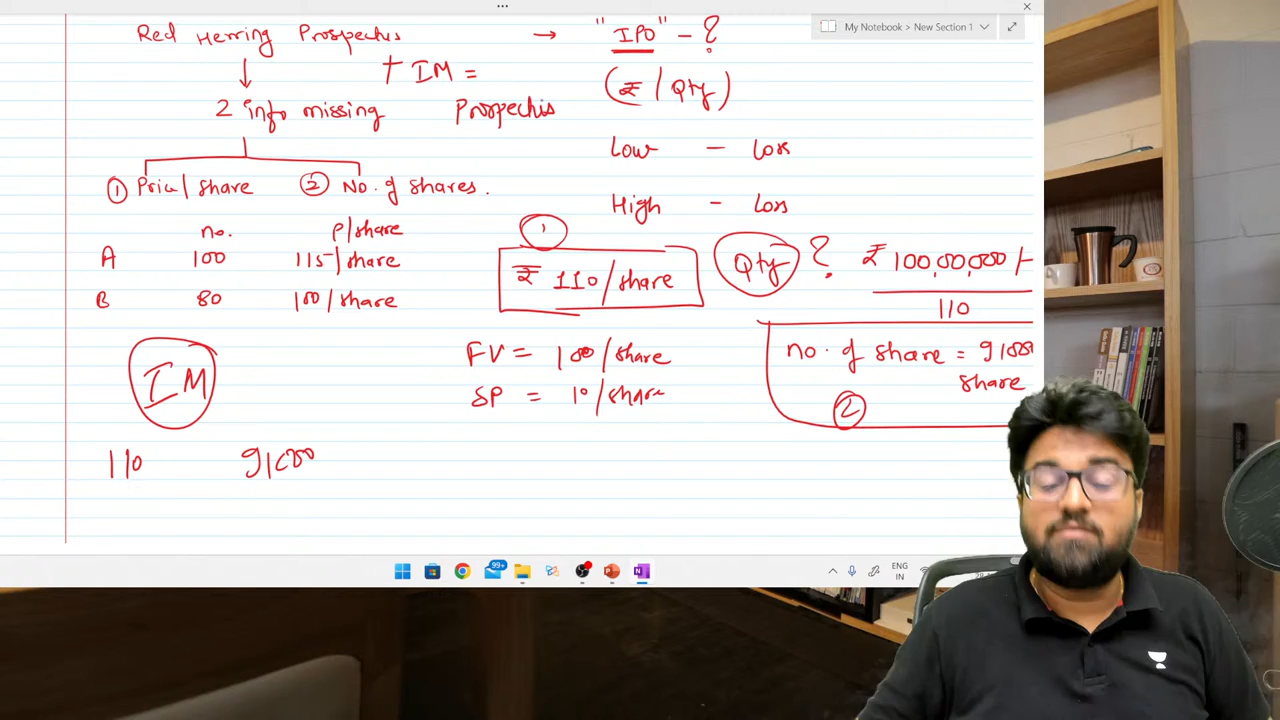 My Notebook > New Section 1
Red Herring Prospectus → "IPO" - ?
↓ + IM = (₹ / Qty)
2 info missing Prospectus
Low - Loss
① Price / share ② No. of shares.
High - Loss
no. p/share
A 100 115/share
B 80 100/share
1
₹ 110/share
Qty ? ₹ 100,00,000/-
110
no. of share = 91000
share
②
FV = 100/share
SP = 10/share
IM
110 91000
99+
ENG
IN